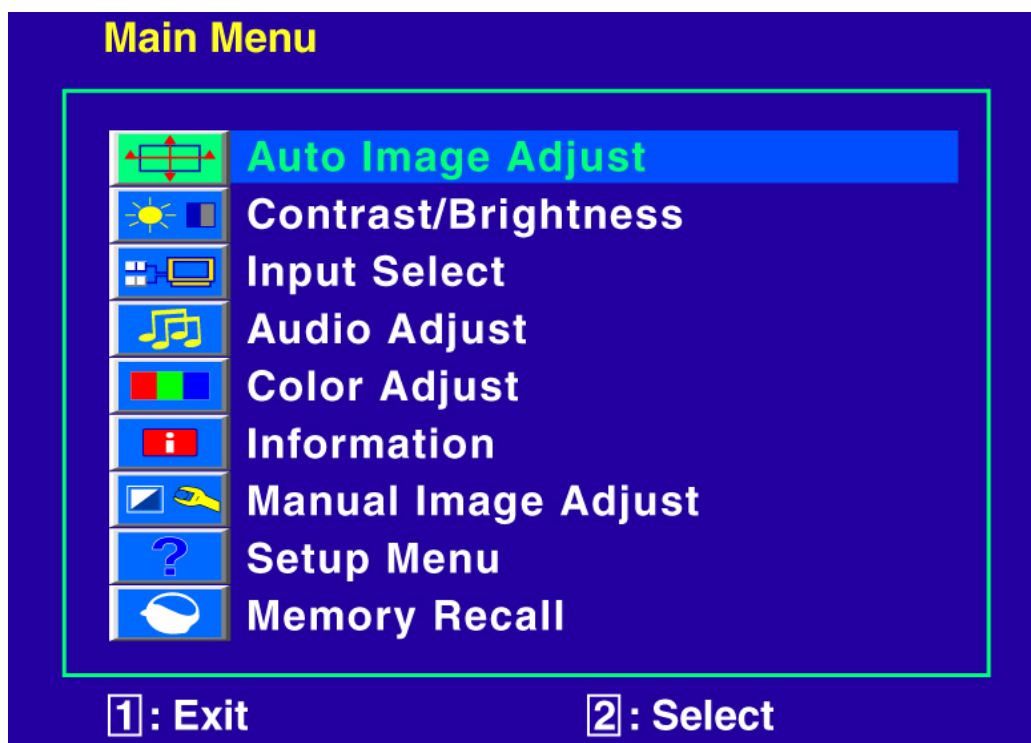 Main Menu
Auto Image Adjust
Contrast/Brightness
Input Select
Audio Adjust
Color Adjust
i Information
Manual Image Adjust
? Setup Menu
Memory Recall
1: Exit 2: Select